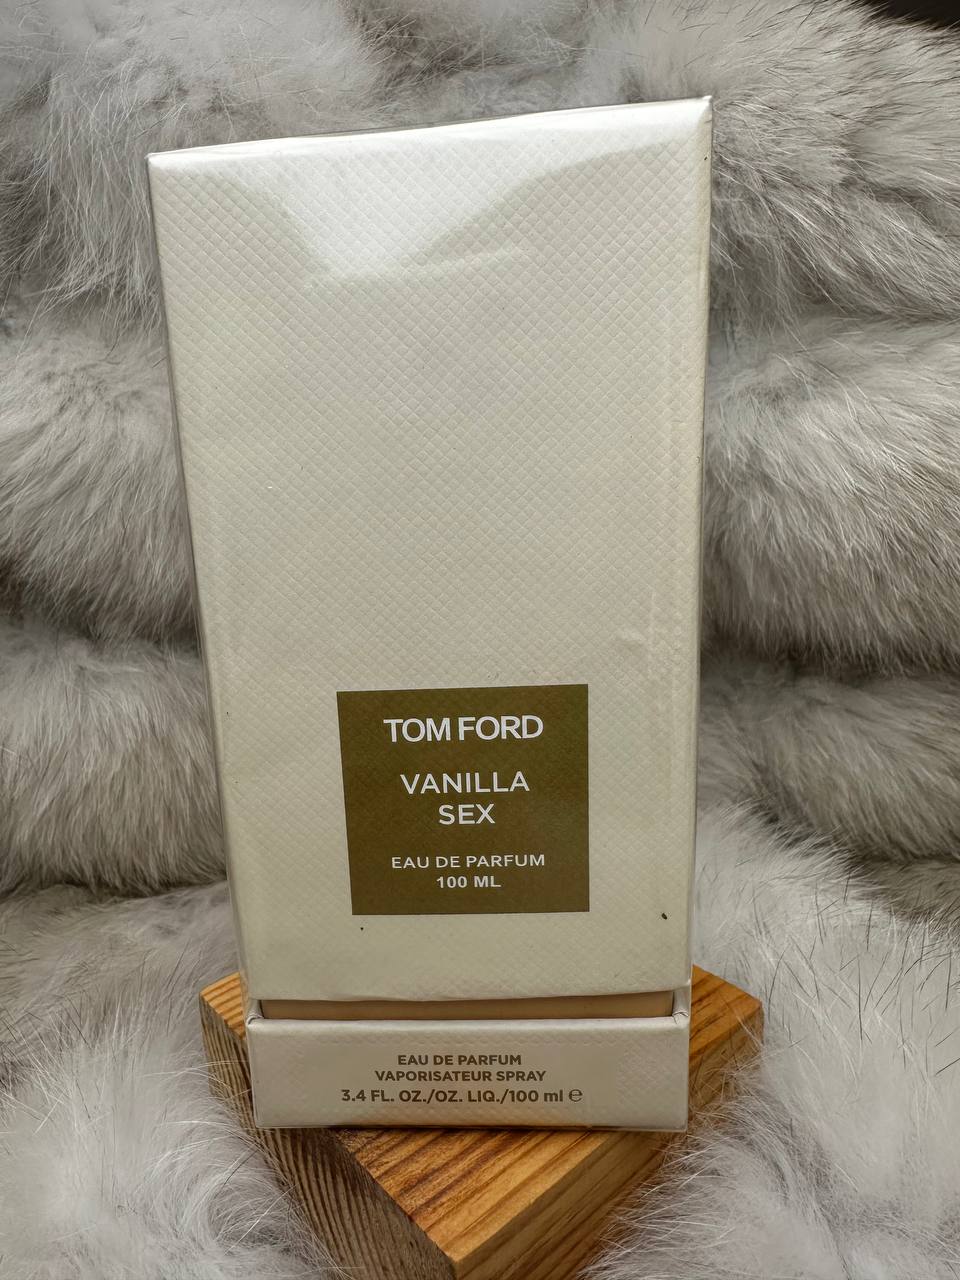 TOM FORD
VANILLA
SEX
EAU DE PARFUM
100 ML
EAU DE PARFUM
VAPORISATEUR SPRAY
3.4 FL. OZ./OZ. LIQ./100 ml ℮